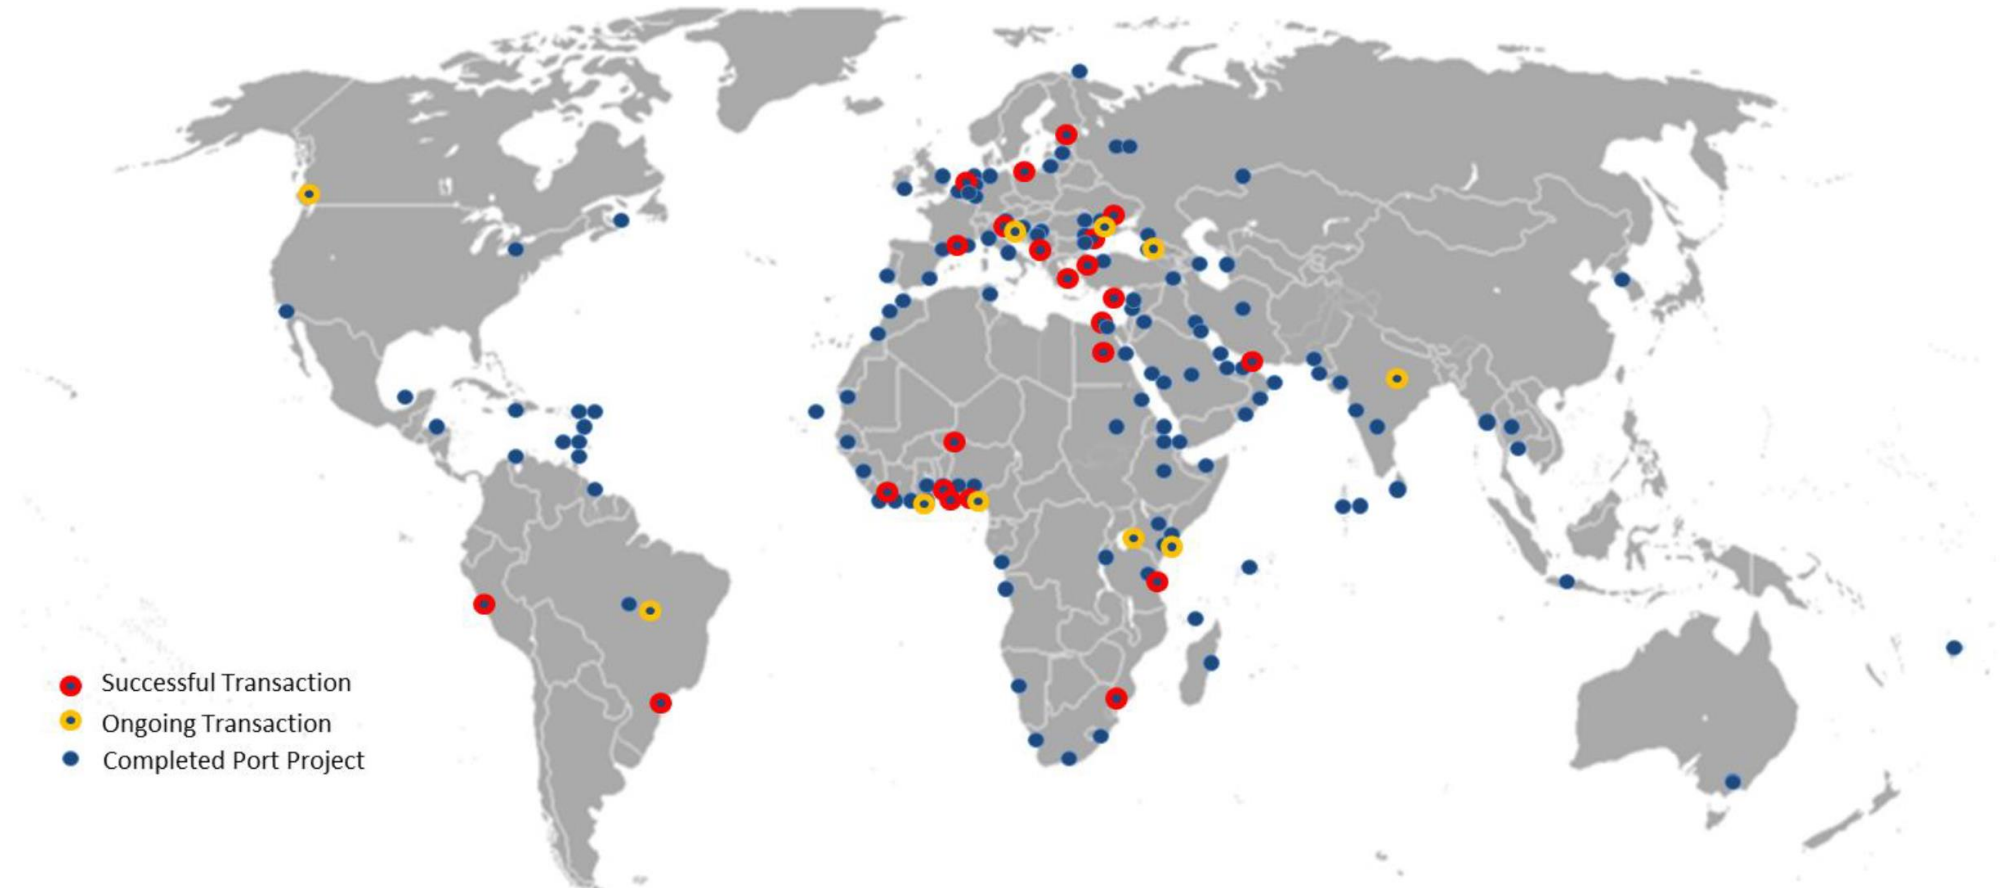 Successful Transaction
Ongoing Transaction
Completed Port Project